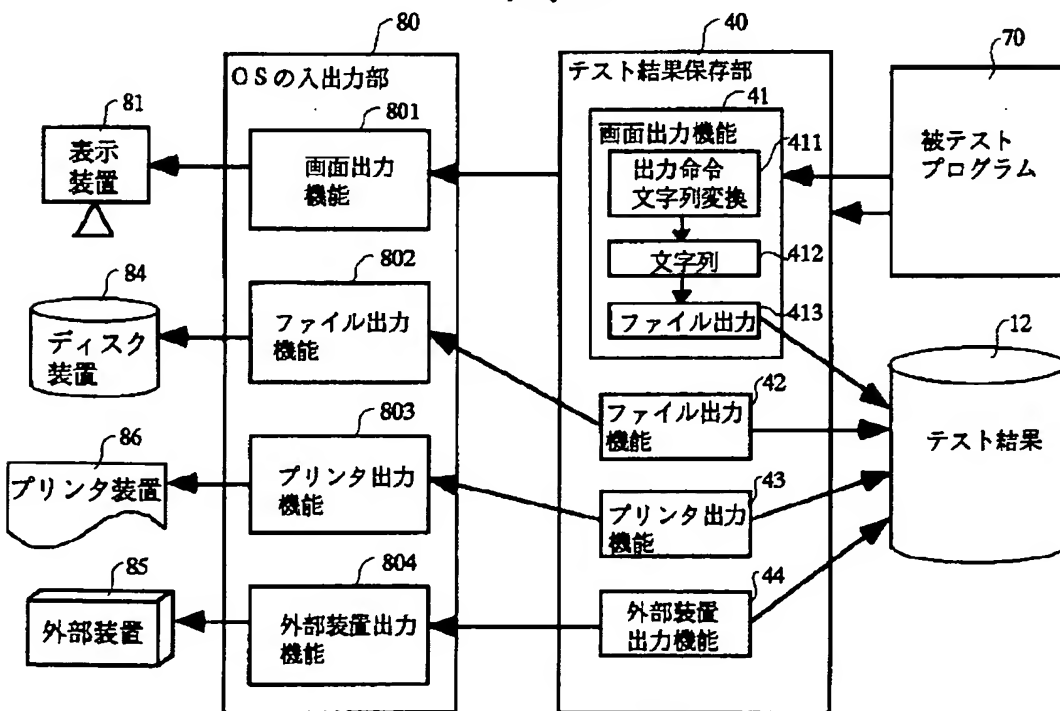 80
OSの入出力部
81
表示
装置
801
画面出力
機能
84
ディスク
装置
802
ファイル出力
機能
86
プリンタ装置
803
プリンタ出力
機能
85
外部装置
804
外部装置出力
機能
40
テスト結果保存部
41
画面出力機能
411
出力命令
文字列変換
412
文字列
413
ファイル出力
42
ファイル出力
機能
43
プリンタ出力
機能
44
外部装置
出力機能
70
被テスト
プログラム
12
テスト結果